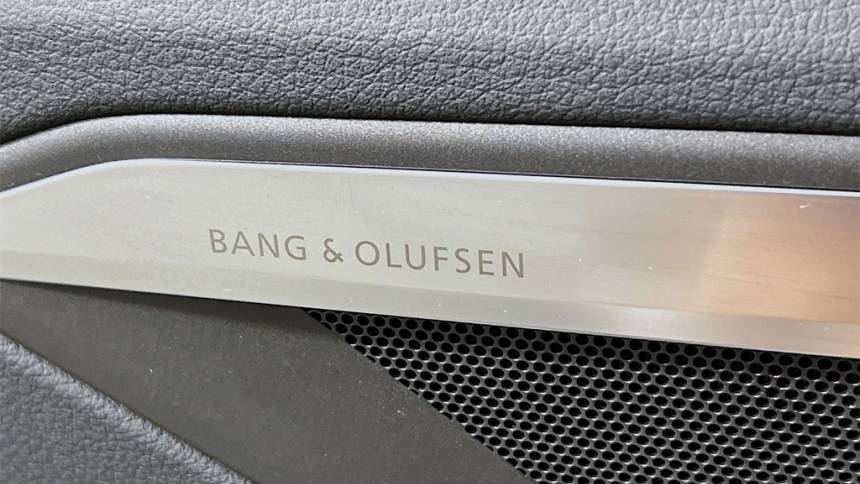 BANG & OLUFSEN